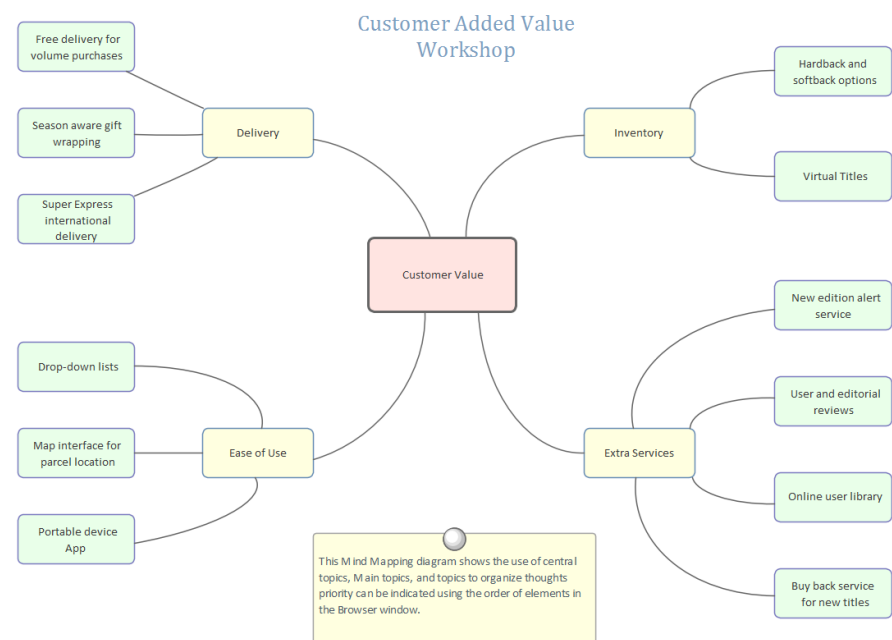 Customer Added Value
Workshop
Free delivery for
volume purchases
Season aware gift
wrapping
Super Express
international
delivery
Delivery
Inventory
Hardback and
softback options
Virtual Titles
Customer Value
Drop-down lists
Map interface for
parcel location
Portable device
App
Ease of Use
Extra Services
New edition alert
service
User and editorial
reviews
Online user library
Buy back service
for new titles
This Mind Mapping diagram shows the use of central
topics, Main topics, and topics to organize thoughts
priority can be indicated using the order of elements in
the Browser window.